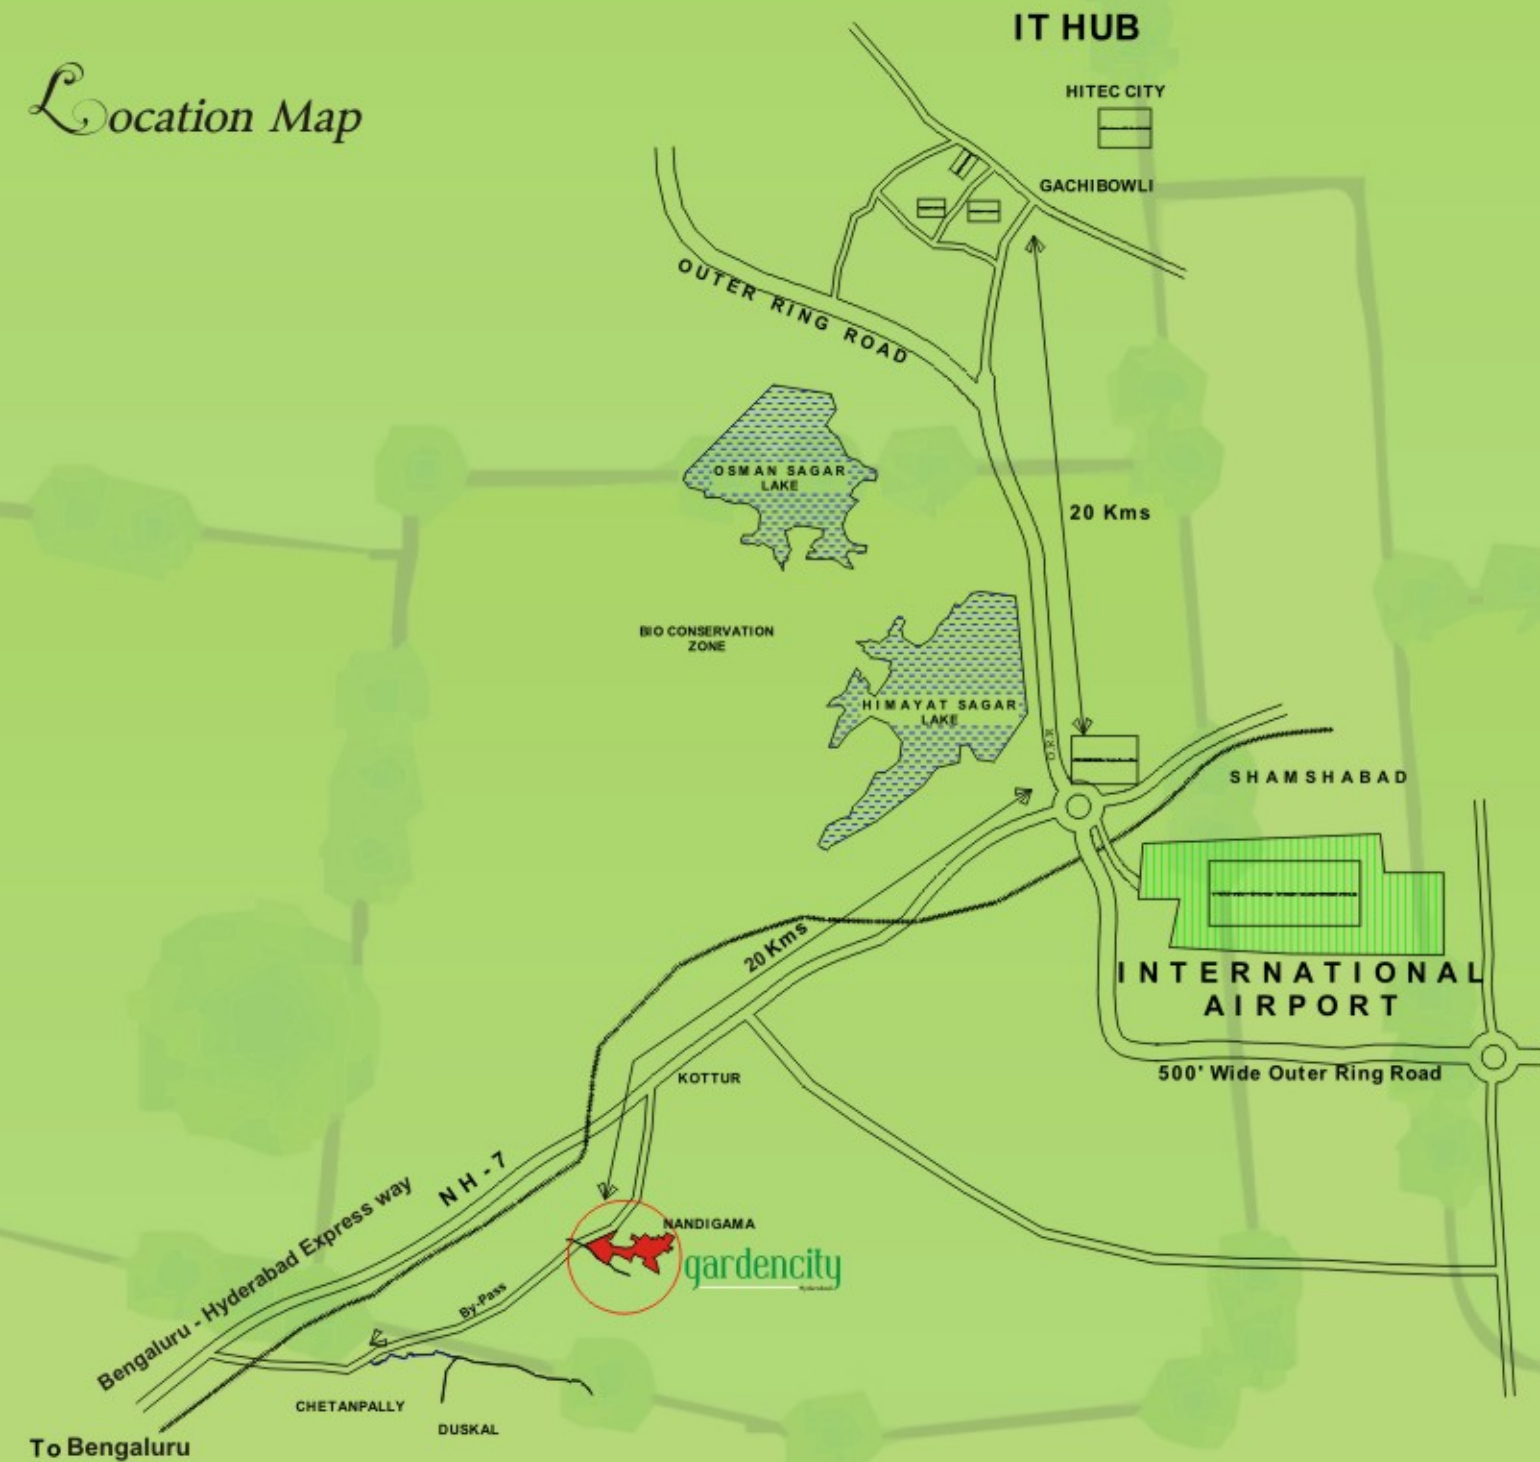 IT HUB
Location Map
HITEC CITY
GACHIBOWLI
OUTER RING ROAD
OSMAN SAGAR
LAKE
20 Kms
BIO CONSERVATION
ZONE
HIMAYAT SAGAR
LAKE
ORR
SHAMSHABAD
20 Kms
INTERNATIONAL
AIRPORT
500' Wide Outer Ring Road
KOTTUR
NH - 7
Bengaluru - Hyderabad Express way
NANDIGAMA
gardencity
Hyderabad
By-Pass
CHETANPALLY
DUSKAL
To Bengaluru